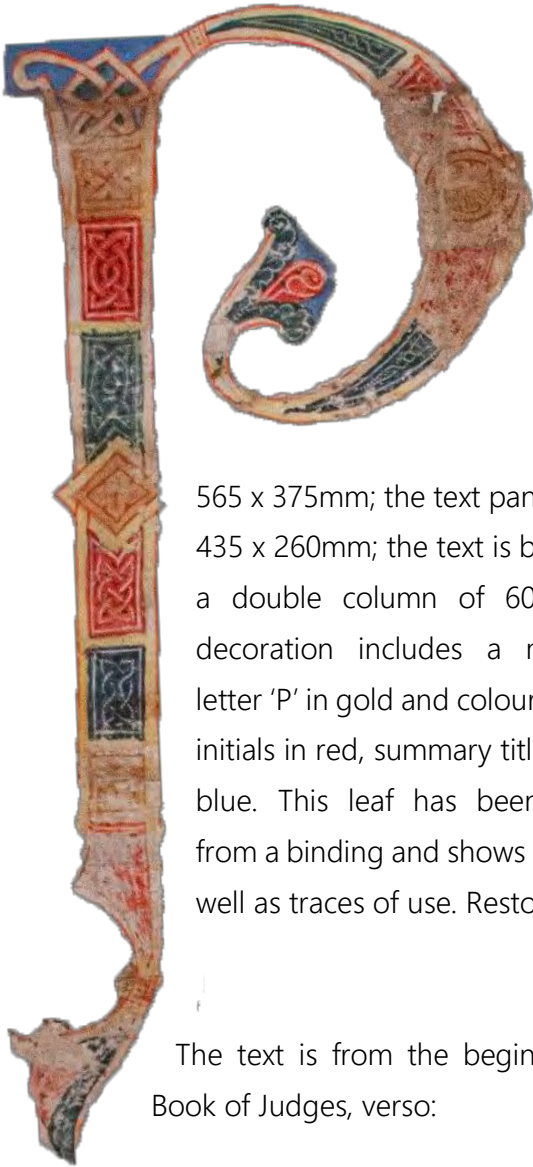 565 x 375mm; the text pan
435 x 260mm; the text is b
a double column of 60
decoration includes a
letter ‘P’ in gold and colour
initials in red, summary titl
blue. This leaf has been
from a binding and shows
well as traces of use. Resto
The text is from the begin
Book of Judges, verso: